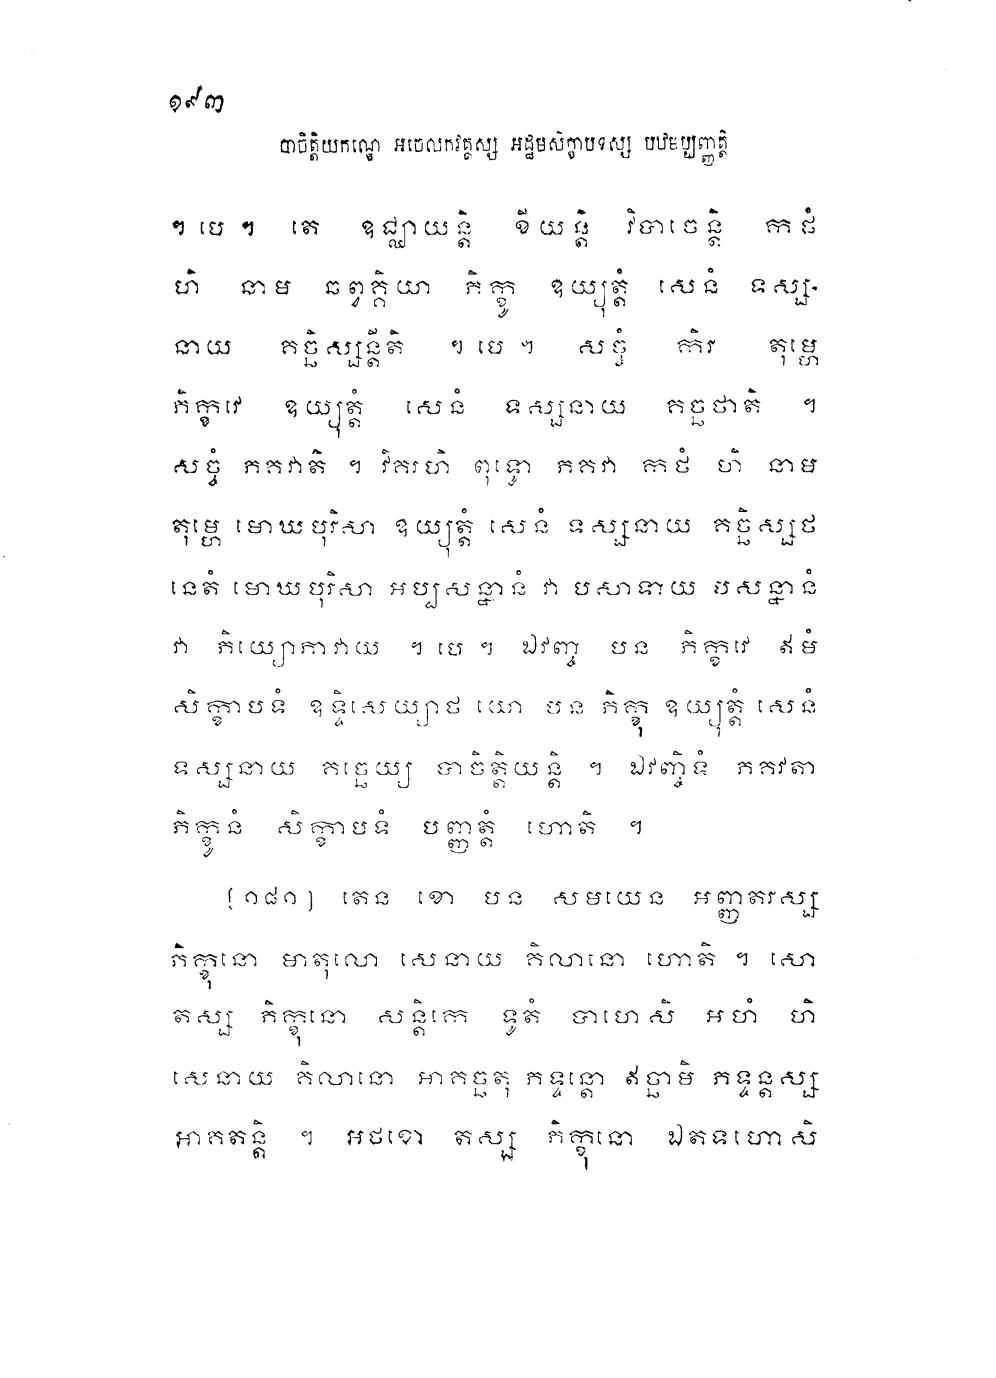 ១៩៣
បាចិត្តិយកណ្ឌេ អចេលកវគ្គស្ស អដ្ឋមសិក្ខាបទស្ស បឋមប្បញ្ញត្តិ
។ បេ ។ តេ ឧជ្ឈាយន្តិ ខីយន្តិ វិបាចេន្តិ កថំ
ហិ នាម ឆព្វគ្គិយា ភិក្ខូ ឧយ្យុត្តំ សេនំ ទស្ស-
នាយ គច្ឆិស្សន្តីតិ ។ បេ ។ សច្ចំ កិរ តុម្ហេ
ភិក្ខវេ ឧយ្យុត្តំ សេនំ ទស្សនាយ គច្ឆថាតិ ។
សច្ចំ ភគវាតិ ។ វិគរហិ ពុទ្ធោ ភគវា កថំ ហិ នាម
តុម្ហេ មោឃបុរិសា ឧយ្យុត្តំ សេនំ ទស្សនាយ គច្ឆិស្សថ
នេតំ មោឃបុរិសា អប្បសន្នានំ វា បសាទាយ បសន្នានំ
វា ភិយ្យោភាវាយ ។ បេ ។ ឯវញ្ច បន ភិក្ខវេ ឥមំ
សិក្ខាបទំ ឧទ្ទិសេយ្យាថ យោ បន ភិក្ខុ ឧយ្យុត្តំ សេនំ
ទស្សនាយ គច្ឆេយ្យ បាចិត្តិយន្តិ ។ ឯវញ្ចិទំ ភគវតា
ភិក្ខូនំ សិក្ខាបទំ បញ្ញត្តំ ហោតិ ។
[១៨១] តេន ខោ បន សមយេន អញ្ញតរស្ស
ភិក្ខុនោ មាតុលោ សេនាយ គិលានោ ហោតិ ។ សោ
តស្ស ភិក្ខុនោ សន្តិកេ ទូតំ បាហេសិ អហំ ហិ
សេនាយ គិលានោ អាគច្ឆតុ ភទ្ទន្តោ ឥច្ឆាមិ ភទ្ទន្តស្ស
អាគតន្តិ ។ អថខោ តស្ស ភិក្ខុនោ ឯតទហោសិ